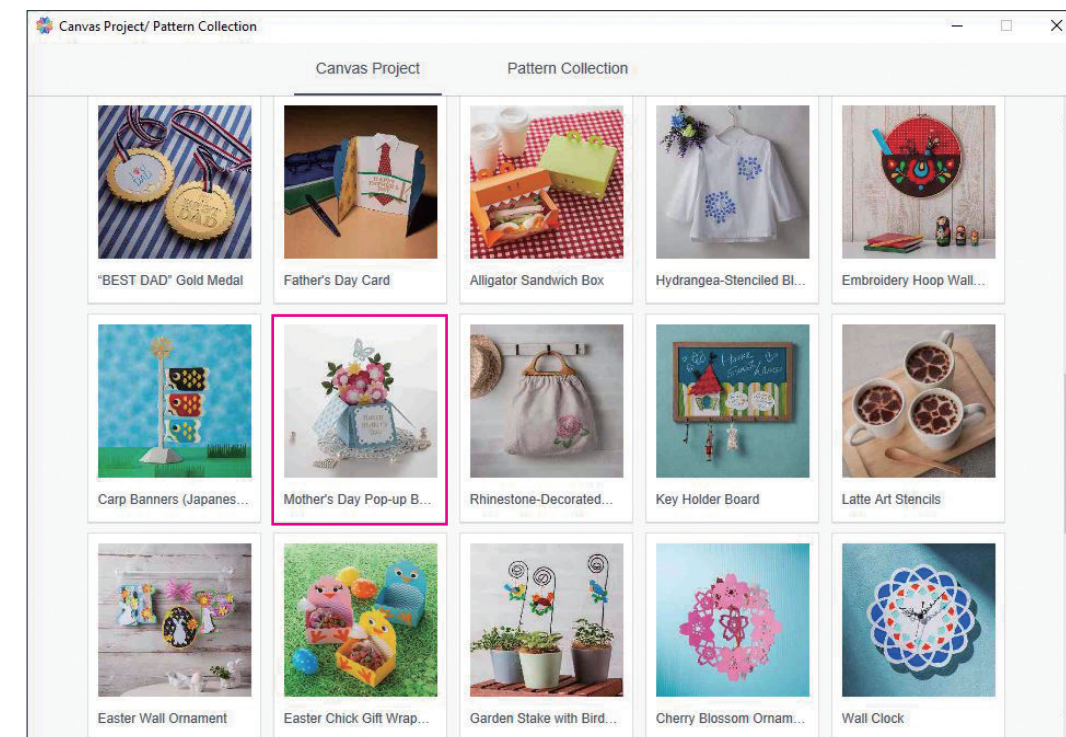 Canvas Project/ Pattern Collection
Canvas Project
Pattern Collection
"BEST DAD" Gold Medal
Father's Day Card
Alligator Sandwich Box
Hydrangea-Stenciled Bl...
Embroidery Hoop Wall...
Carp Banners (Japanes...
Mother's Day Pop-up B...
Rhinestone-Decorated...
Key Holder Board
Latte Art Stencils
Easter Wall Ornament
Easter Chick Gift Wrap...
Garden Stake with Bird...
Cherry Blossom Ornam...
Wall Clock